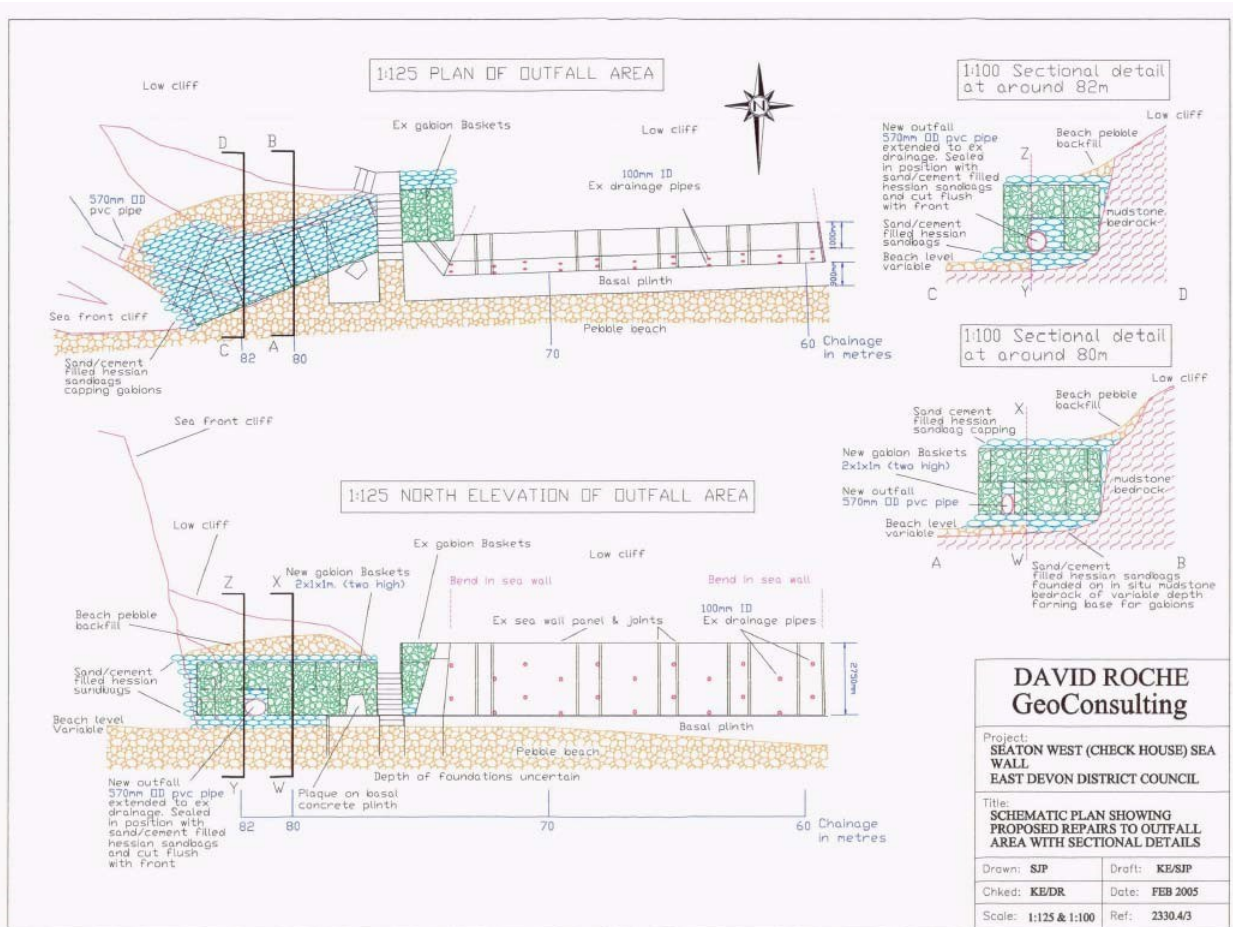 1:125 PLAN OF OUTFALL AREA
Low cliff
D
B
Ex gabion Baskets
Low cliff
N
570mm OD
pvc pipe
100mm ID
Ex drainage pipes
1000mm
900mm
Basal plinth
Sea front cliff
Pebble beach
C
A
82
80
70
60
Chainage
in metres
Sand/cement
filled hessian
sandbags
capping gabions
1:100 Sectional detail
at around 82m
Low cliff
New outfall
570mm OD pvc pipe
extended to ex
drainage. Sealed
in position with
sand/cement filled
hessian sandbags
and cut flush
with front
Z
Beach pebble
backfill
mudstone
bedrock
Sand/cement
filled hessian
sandbags
Beach level
variable
C
Y
D
1:100 Sectional detail
at around 80m
Low cliff
Beach pebble
backfill
X
Sand cement
filled hessian
sandbag capping
New gabion Baskets
2x1x1m (two high)
mudstone
bedrock
New outfall
570mm OD pvc pipe
Beach level
variable
A
W
B
Sand/cement
filled hessian sandbags
founded on in situ mudstone
bedrock of variable depth
forming base for gabions
Sea front cliff
1:125 NORTH ELEVATION OF OUTFALL AREA
Low cliff
Ex gabion Baskets
Low cliff
Z
X
New gabion Baskets
2x1x1m. (two high)
Bend in sea wall
Bend in sea wall
100mm ID
Ex drainage pipes
Ex sea wall panel & joints
Beach pebble
backfill
Sand/cement
filled hessian
sandbags
2750mm
Beach level
Variable
Basal plinth
Pebble beach
Depth of foundations uncertain
Y
W
Plaque on basal
concrete plinth
New outfall
570mm OD pvc pipe
extended to ex
drainage. Sealed
in position with
sand/cement filled
hessian sandbags
and cut flush
with front
82
80
70
60
Chainage
in metres
DAVID ROCHE
GeoConsulting
Project:
SEATON WEST (CHECK HOUSE) SEA
WALL
EAST DEVON DISTRICT COUNCIL
Title:
SCHEMATIC PLAN SHOWING
PROPOSED REPAIRS TO OUTFALL
AREA WITH SECTIONAL DETAILS
Drawn: SJP
Draft: KE/SJP
Chked: KE/DR
Date: FEB 2005
Scale: 1:125 & 1:100
Ref: 2330.4/3